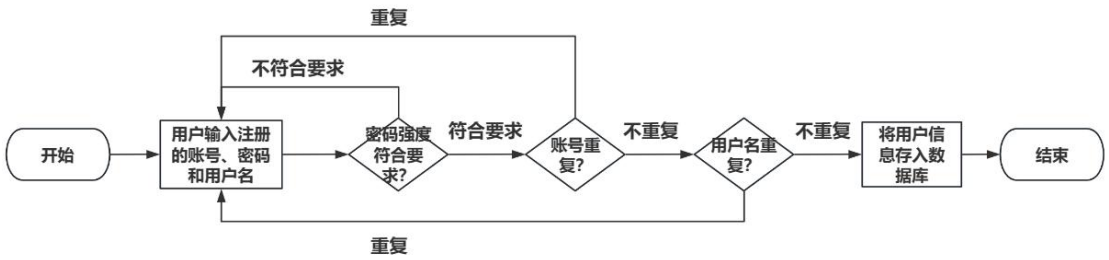 重复
不符合要求
开始
用户输入注册
的账号、密码
和用户名
密码强度
符合要
求?
符合要求
账号重
复?
不重复
用户名重
复?
不重复
将用户信
息存入数
据库
结束
重复